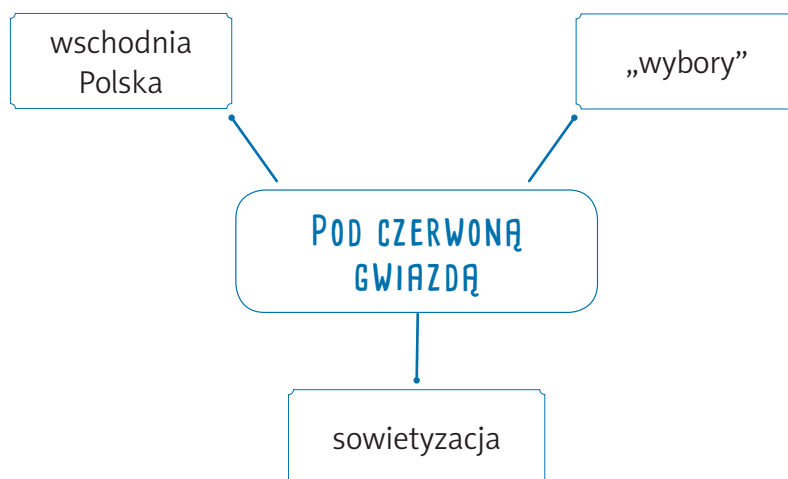 wschodnia
Polska
„wybory”
POD CZERWONĄ
GWIAZDĄ
sowietyzacja